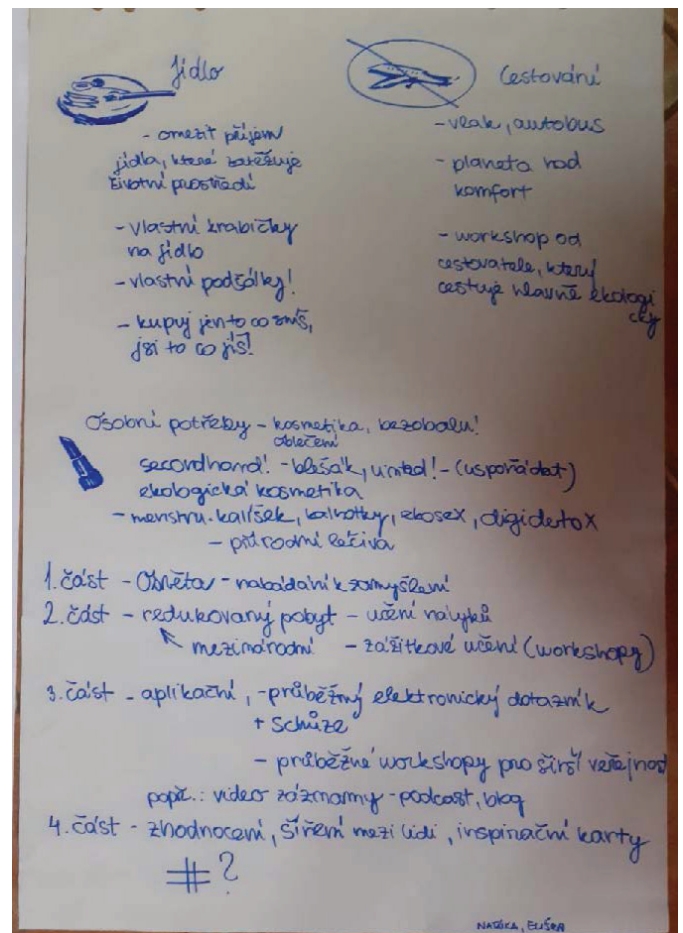 Jídlo
- omezit příjem
jídla, které zatěžuje
životní prostředí
- vlastní krabičky
na jídlo
- vlastní podšálky!
- kupuj jen to co sníš,
jsi to co jíš!
Cestování
- vlak, autobus
- planeta nad
komfort
- workshop od
cestovatele, který
cestuje hlavně ekologi
cky
Osobní potřeby - kosmetika, bezobalu!
oblečení
secondhand! - blešák, vinted! - (uspořádat)
ekologická kosmetika
- menstru. kalíšek, kalhotky, ekosex, digidetox
- přírodní léčiva
1. část - Osvěta - nabádání k zamyšlení
2. část - redukovaný pobyt - učení návyků
mezinárodní - zážitkové učení (workshopy)
3. část - aplikační, - průběžný elektronický dotazník
+ schůze
- průběžné workshopy pro širší veřejnost
popř.: video záznamy - podcast, blog
4. část - zhodnocení, šíření mezi lidi, inspirační karty
#?
ELIŠKA